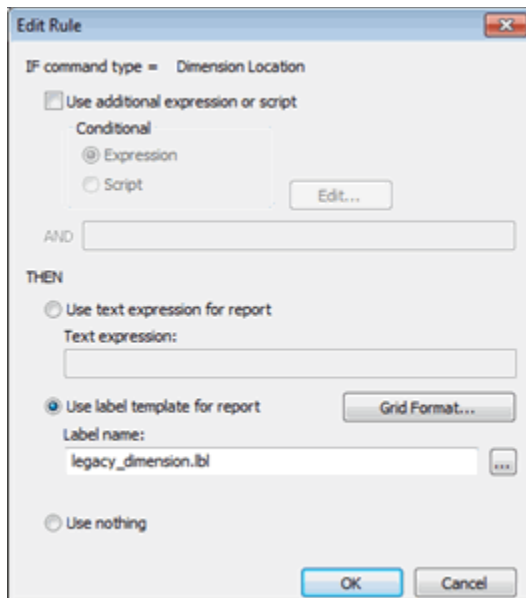 Edit Rule
IF command type = Dimension Location
Use additional expression or script
Conditional
Expression
Script
Edit...
AND
THEN
Use text expression for report
Text expression:
Use label template for report
Grid Format...
Label name:
legacy_dimension.lbl
...
Use nothing
OK
Cancel